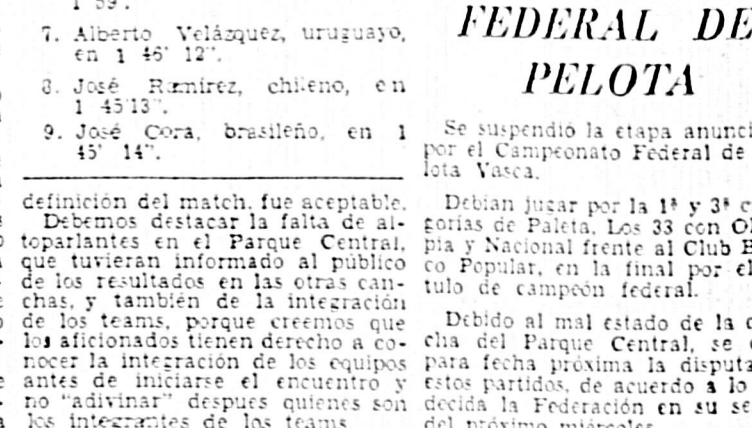 1 59'.
7. Alberto Velázquez, uruguayo,
en 1 46' 12".
8. José Ramírez, chileno, en
1 45'13".
9. José Cora, brasileño, en 1
45' 14".
definición del match. fue aceptable.
Debemos destacar la falta de al-
toparlantes en el Parque Central,
que tuvieran informado al público
de los resultados en las otras can-
chas, y también de la integración
de los teams, porque creemos que
los aficionados tienen derecho a co-
nocer la integración de los equipos
antes de iniciarse el encuentro y
no "adivinar" despues quienes son
los integrantes de los teams.
FEDERAL DE
PELOTA
Se suspendió la etapa anunci
por el Campeonato Federal de
lota Vasca.
Debian jugar por la 1ª y 3ª c
gorías de Paleta, Los 33 con Ol
pia y Nacional frente al Club B
co Popular, en la final por el
tulo de campeón federal.
Debido al mal estado de la c
cha del Parque Central, se
para fecha próxima la disputa
estos partidos, de acuerdo a lo
decida la Federación en su se
del próximo miércoles.